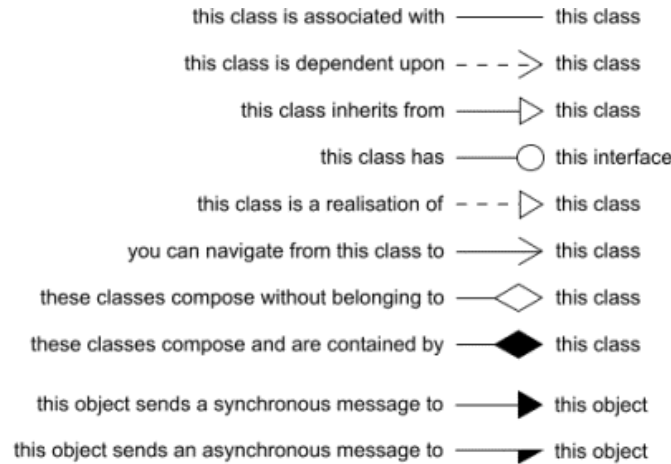 this class is associated with this class
this class is dependent upon this class
this class inherits from this class
this class has this interface
this class is a realisation of this class
you can navigate from this class to this class
these classes compose without belonging to this class
these classes compose and are contained by this class
this object sends a synchronous message to this object
this object sends an asynchronous message to this object